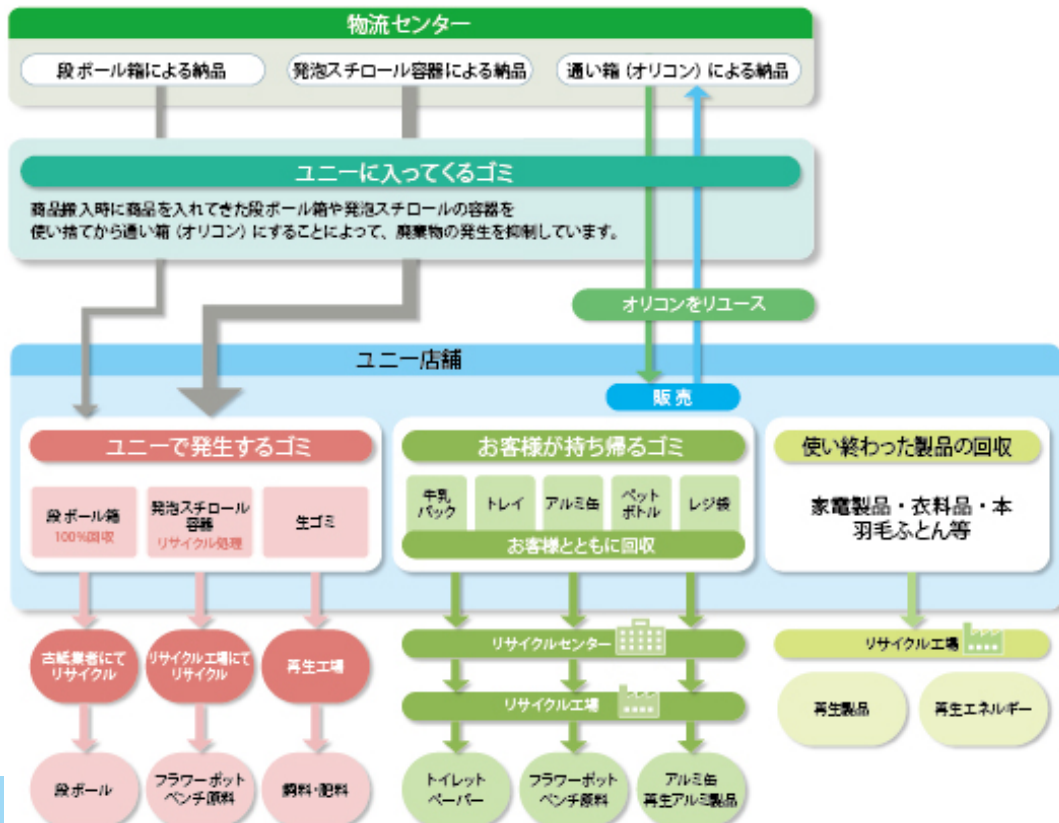 物流センター
段ボール箱による納品
発泡スチロール容器による納品
通い箱（オリコン）による納品
ユニーに入ってくるゴミ
商品搬入時に商品を入れてきた段ボール箱や発泡スチロールの容器を
使い捨てから通い箱（オリコン）にすることによって、廃棄物の発生を抑制しています。
オリコンをリユース
ユニー店舗
販売
ユニーで発生するゴミ
段ボール箱
100%回収
発泡スチロール
容器
リサイクル処理
生ゴミ
お客様が持ち帰るゴミ
牛乳
パック
トレイ
アルミ缶
ペット
ボトル
レジ袋
お客様とともに回収
使い終わった製品の回収
家電製品・衣料品・本
羽毛ふとん等
古紙業者にて
リサイクル
リサイクル工場にて
リサイクル
再生工場
リサイクルセンター
リサイクル工場
リサイクル工場
再生製品
再生エネルギー
段ボール
フラワーポット
ベンチ原料
飼料・肥料
トイレット
ペーパー
フラワーポット
ベンチ原料
アルミ缶
再生アルミ製品